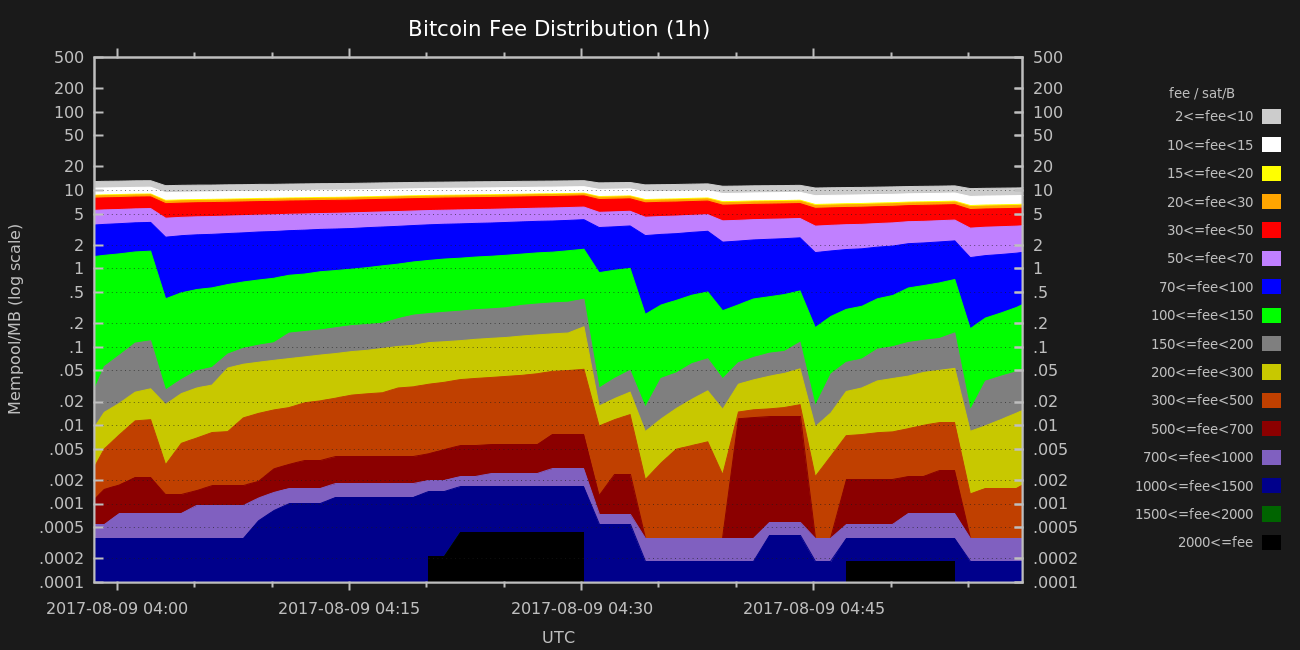 Bitcoin Fee Distribution (1h)
Mempool/MB (log scale)
500
200
100
50
20
10
5
2
1
.5
.2
.1
.05
.02
.01
.005
.002
.001
.0005
.0002
.0001
500
200
100
50
20
10
5
2
1
.5
.2
.1
.05
.02
.01
.005
.002
.001
.0005
.0002
.0001
2017-08-09 04:00
2017-08-09 04:15
2017-08-09 04:30
2017-08-09 04:45
UTC
fee / sat/B
2<=fee<10
10<=fee<15
15<=fee<20
20<=fee<30
30<=fee<50
50<=fee<70
70<=fee<100
100<=fee<150
150<=fee<200
200<=fee<300
300<=fee<500
500<=fee<700
700<=fee<1000
1000<=fee<1500
1500<=fee<2000
2000<=fee